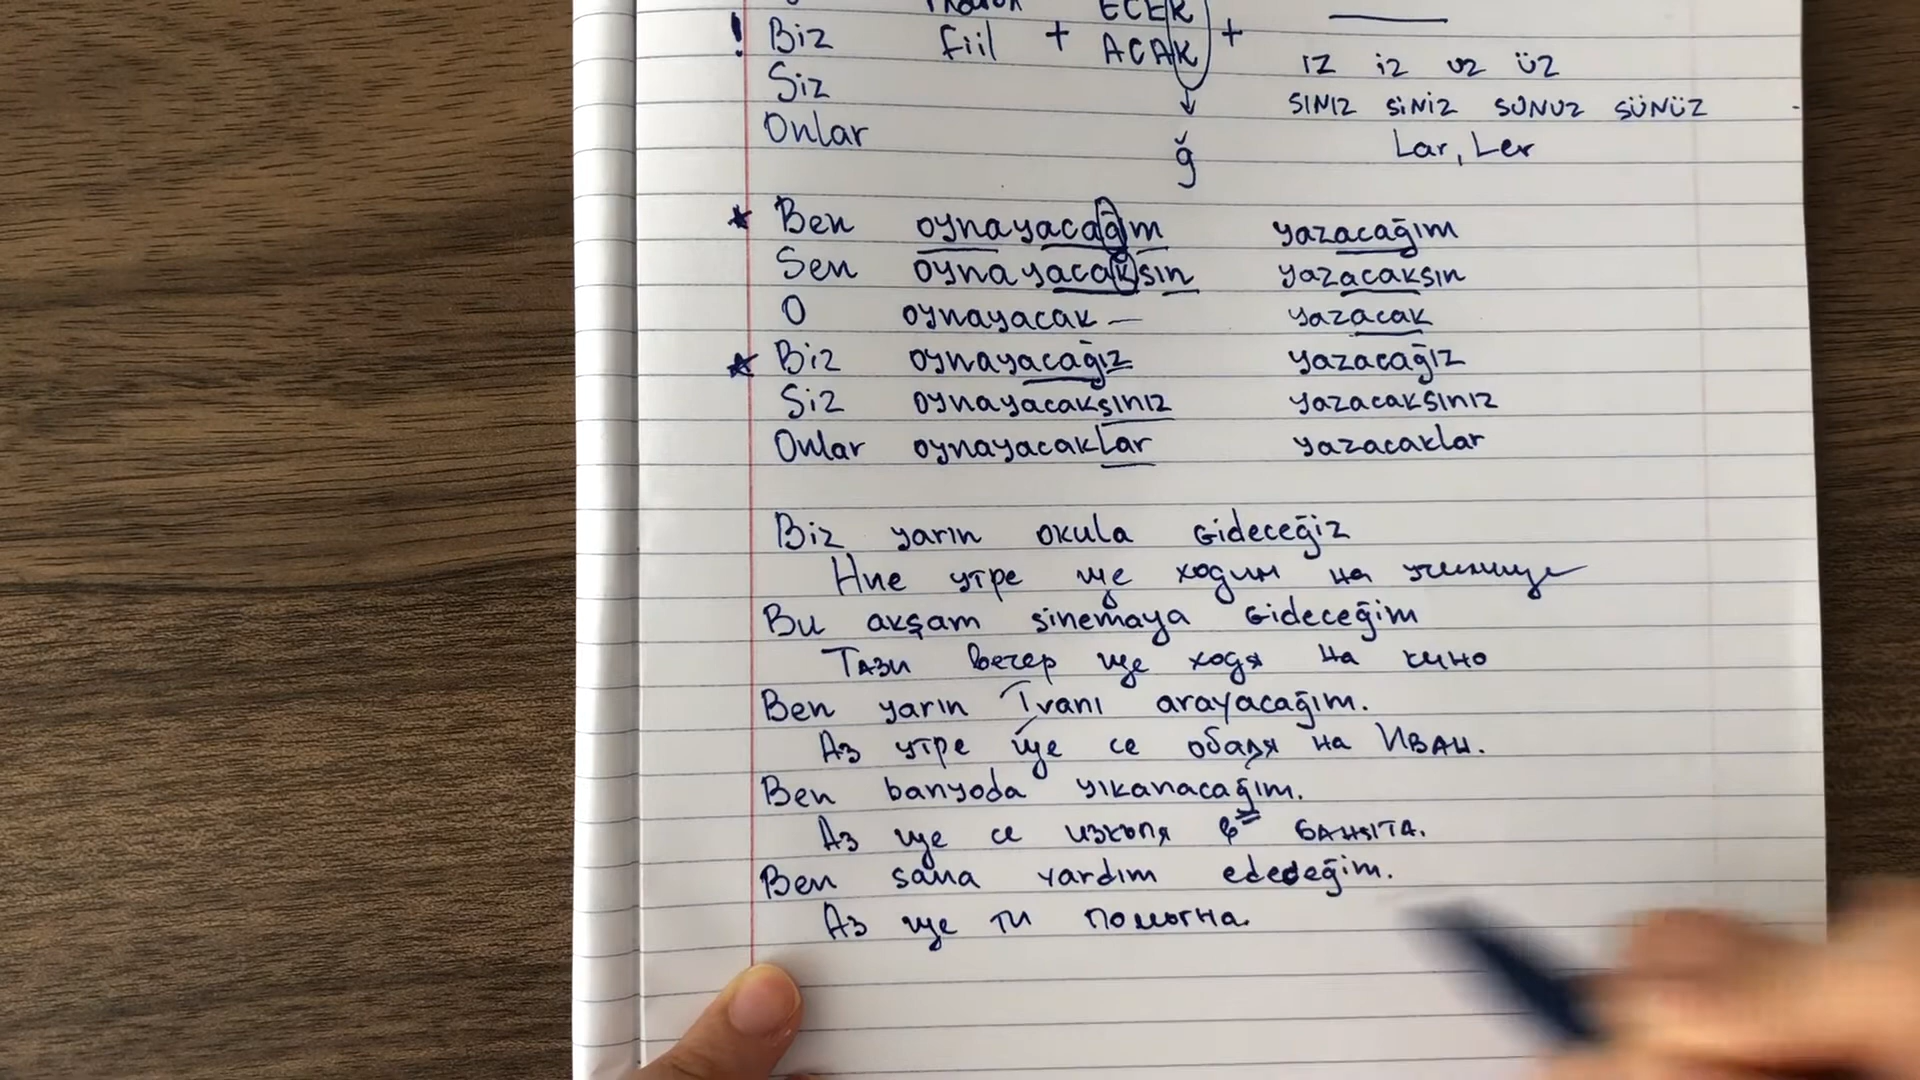 ECEK
! Biz fiil + ACAK +
ız iz uz üz
Siz SINIZ SİNİZ SUNUZ SÜNÜZ
Onlar ğ Lar, Ler
* Ben oynayacağım yazacağım
Sen oynayacaksın yazacaksın
O oynayacak — yazacak
* Biz oynayacağız yazacağız
Siz oynayacaksınız yazacaksınız
Onlar oynayacaklar yazacaklar
Biz yarın okula Gideceğiz
Ние утре ще ходим на училище
Bu akşam sinemaya Gideceğim
Тази вечер ще ходя на кино
Ben yarın Ivanı arayacağım.
Аз утре ще се обадя на Иван.
Ben banyoda yıkanacağım.
Аз ще се изкъпя в банята.
Ben sana yardım edeceğim.
Аз ще ти помогна.